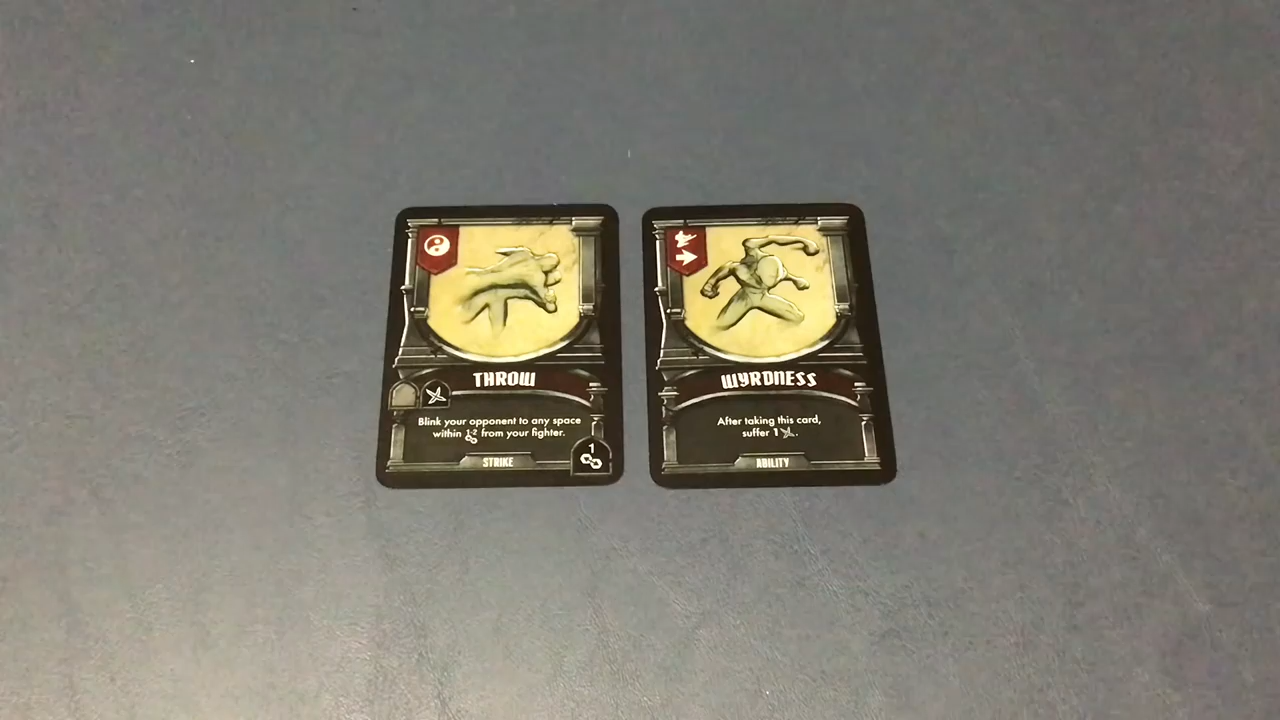 THROW
Blink your opponent to any space
within 1-2 from your fighter.
STRIKE
1
WYRDNESS
After taking this card,
suffer 1.
ABILITY